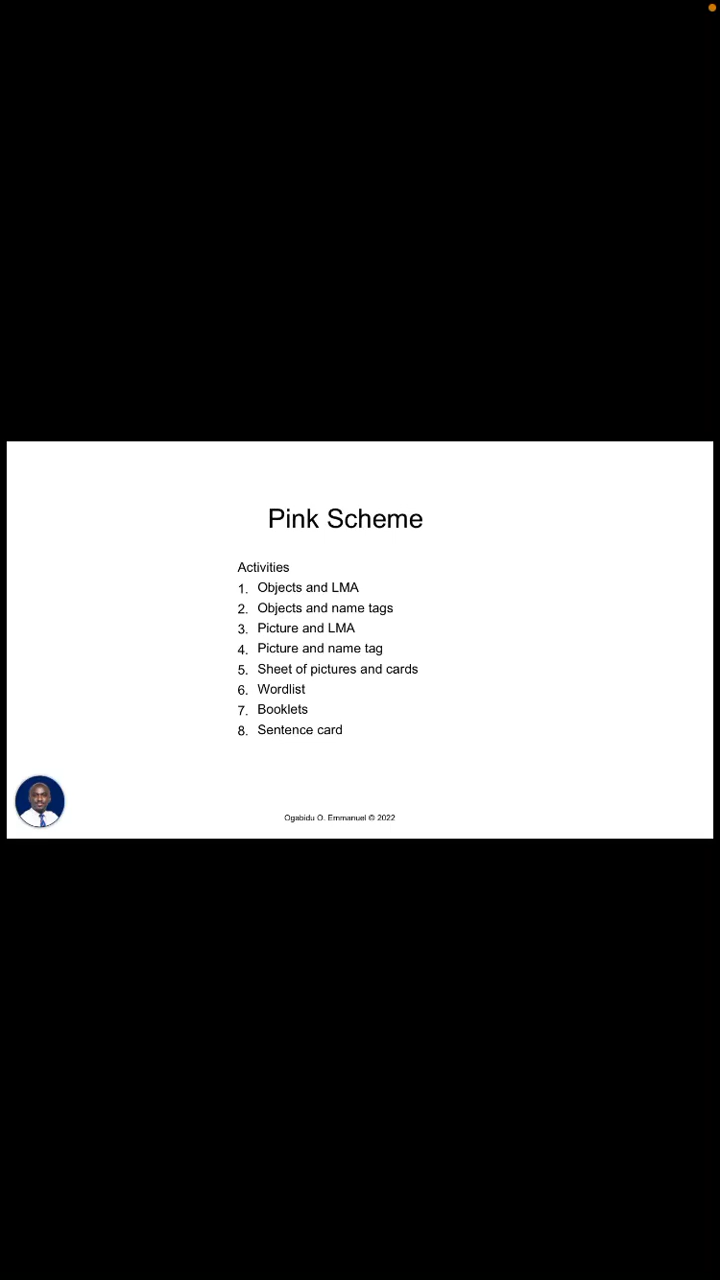 Pink Scheme
Activities
1. Objects and LMA
2. Objects and name tags
3. Picture and LMA
4. Picture and name tag
5. Sheet of pictures and cards
6. Wordlist
7. Booklets
8. Sentence card
Ogabidu O. Emmanuel © 2022